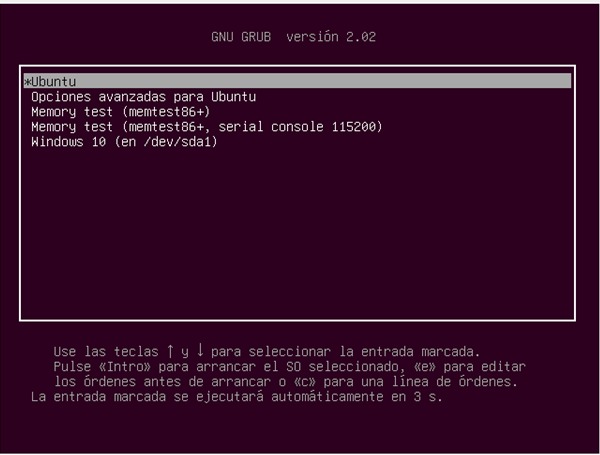 GNU GRUB versión 2.02
*Ubuntu
Opciones avanzadas para Ubuntu
Memory test (memtest86+)
Memory test (memtest86+, serial console 115200)
Windows 10 (en /dev/sda1)
Use las teclas ↑ y ↓ para seleccionar la entrada marcada.
Pulse «Intro» para arrancar el SO seleccionado, «e» para editar
los órdenes antes de arrancar o «c» para una línea de órdenes.
La entrada marcada se ejecutará automáticamente en 3 s.